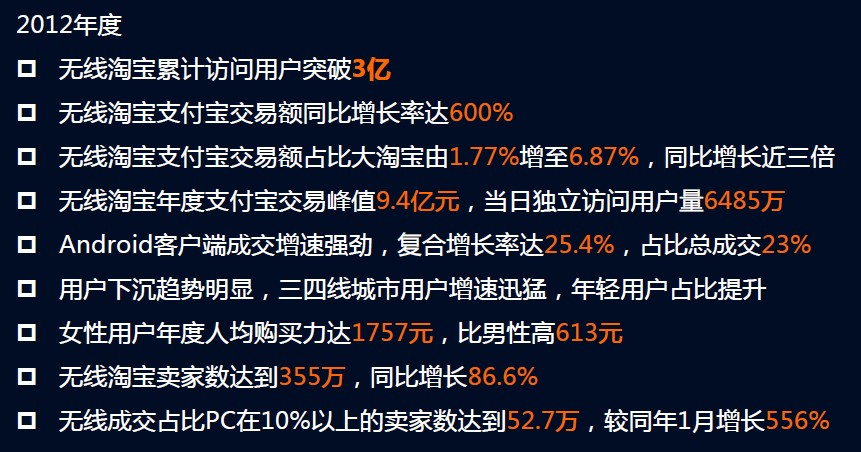 2012年度
无线淘宝累计访问用户突破3亿
无线淘宝支付宝交易额同比增长率达600%
无线淘宝支付宝交易额占比大淘宝由1.77%增至6.87%，同比增长近三倍
无线淘宝年度支付宝交易峰值9.4亿元，当日独立访问用户量6485万
Android客户端成交增速强劲，复合增长率达25.4%，占比总成交23%
用户下沉趋势明显，三四线城市用户增速迅猛，年轻用户占比提升
女性用户年度人均购买力达1757元，比男性高613元
无线淘宝卖家数达到355万，同比增长86.6%
无线成交占比PC在10%以上的卖家数达到52.7万，较同年1月增长556%